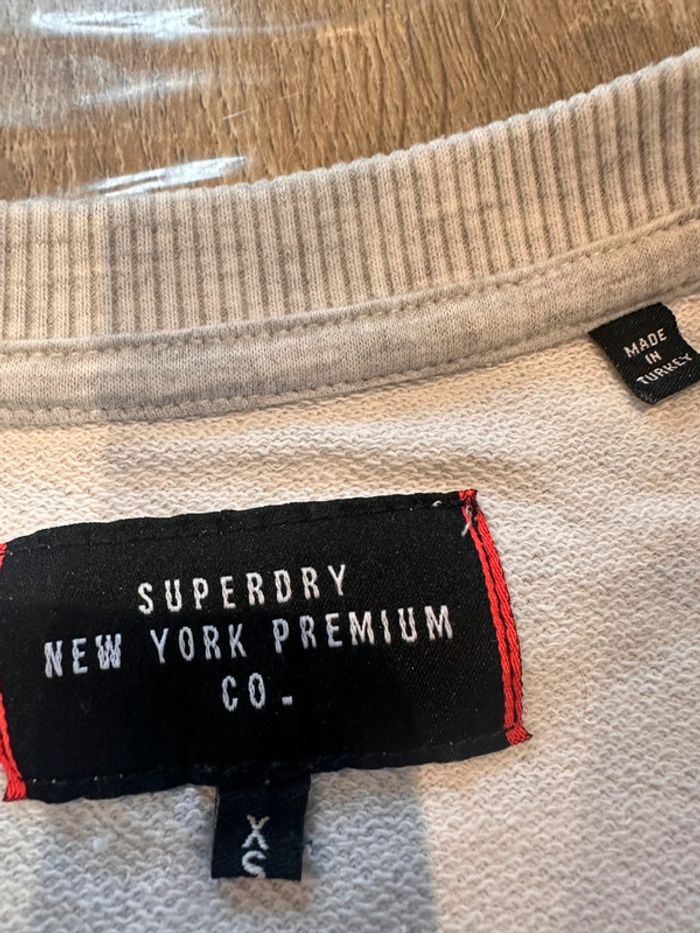 MADE
IN
TURKEY
SUPERDRY
NEW YORK PREMIUM
CO.
XS